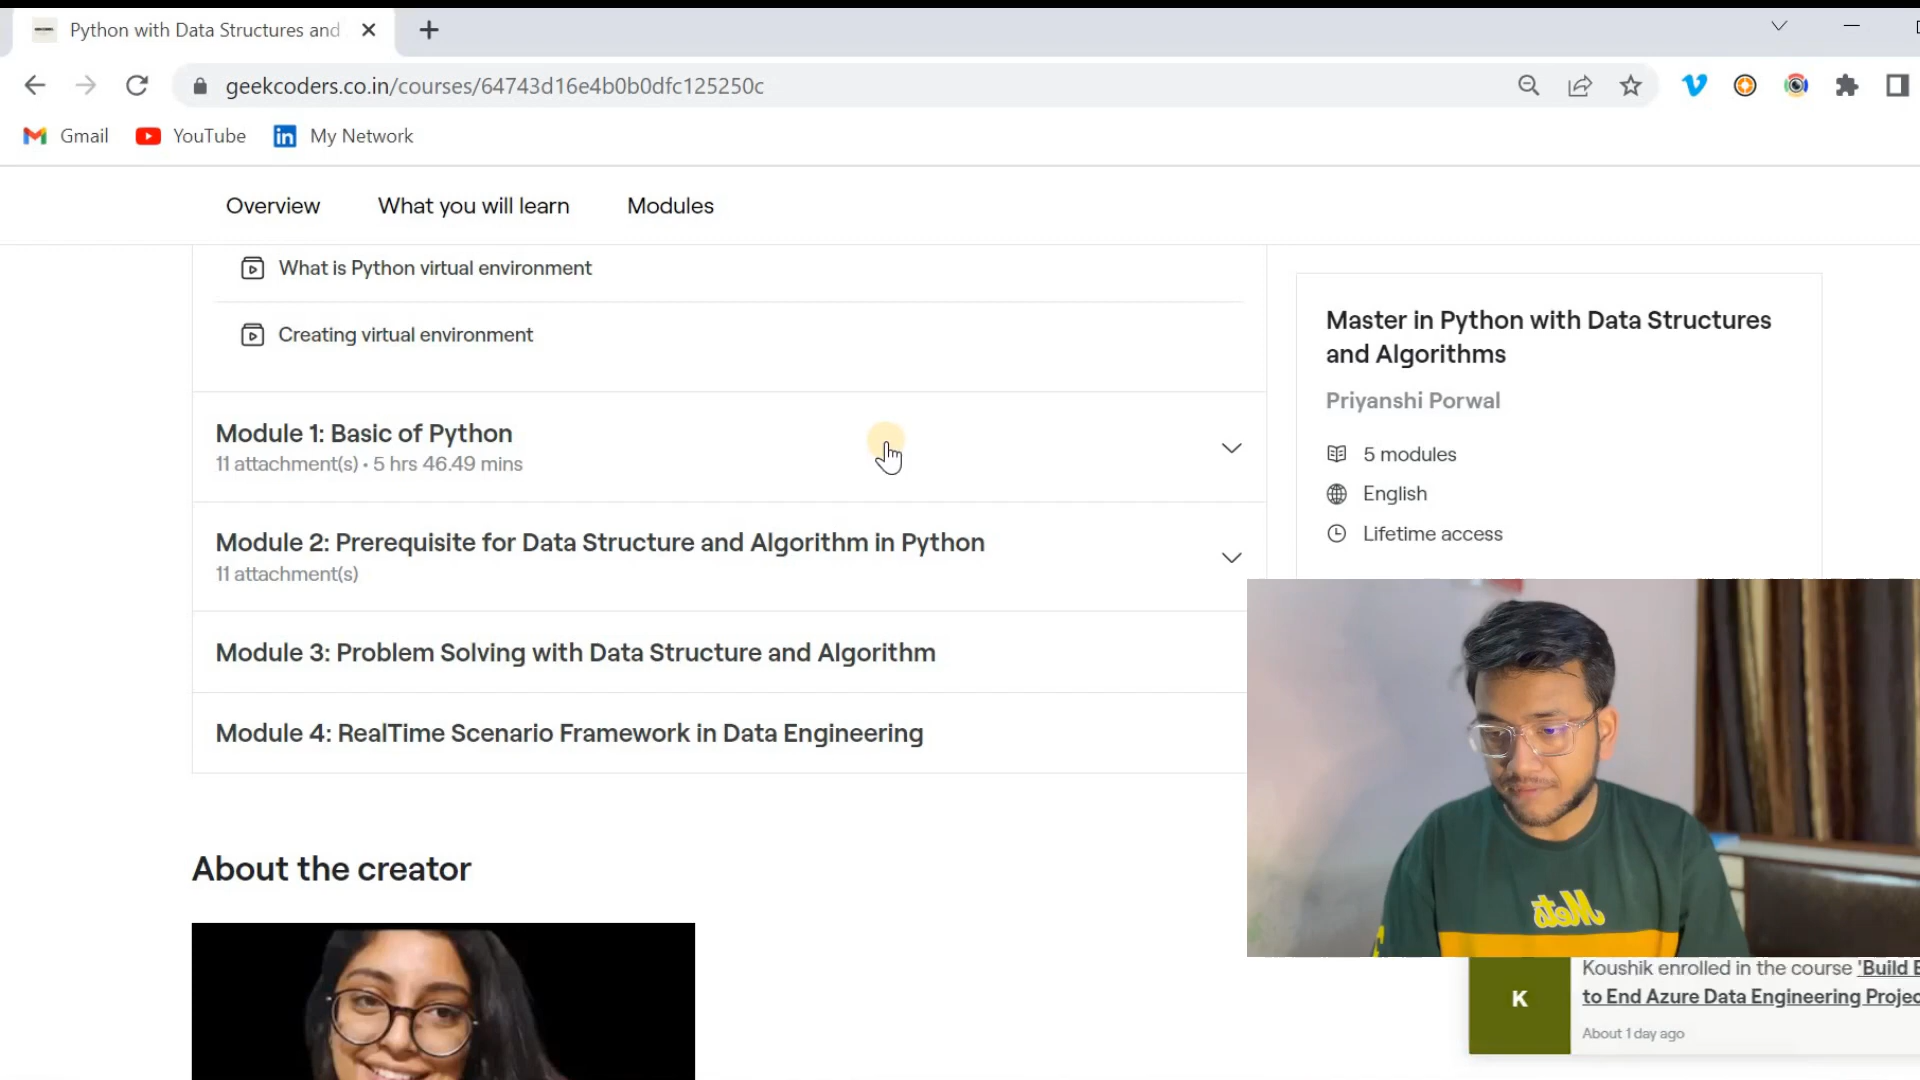 Python with Data Structures and
geekcoders.co.in/courses/64743d16e4b0b0dfc125250c
Gmail
YouTube
My Network
Overview
What you will learn
Modules
What is Python virtual environment
Creating virtual environment
Module 1: Basic of Python
11 attachment(s) • 5 hrs 46.49 mins
Module 2: Prerequisite for Data Structure and Algorithm in Python
11 attachment(s)
Module 3: Problem Solving with Data Structure and Algorithm
Module 4: RealTime Scenario Framework in Data Engineering
About the creator
Master in Python with Data Structures
and Algorithms
Priyanshi Porwal
5 modules
English
Lifetime access
Mets
K
Koushik enrolled in the course 'Build E
to End Azure Data Engineering Projec
About 1 day ago